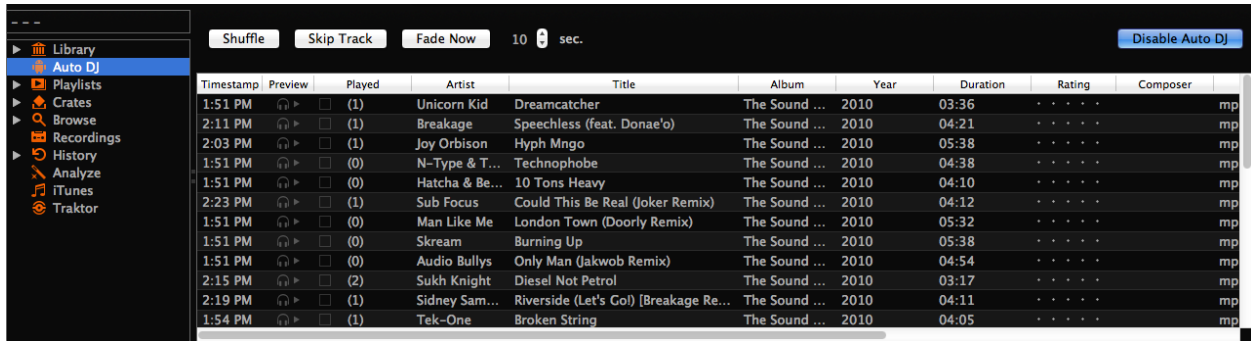 - - -
Library
Auto DJ
Playlists
Crates
Browse
Recordings
History
Analyze
iTunes
Traktor
Shuffle Skip Track Fade Now 10 sec. Disable Auto DJ
Timestamp Preview Played Artist Title Album Year Duration Rating Composer
1:51 PM (1) Unicorn Kid Dreamcatcher The Sound ... 2010 03:36 mp
2:11 PM (1) Breakage Speechless (feat. Donae'o) The Sound ... 2010 04:21 mp
2:03 PM (1) Joy Orbison Hyph Mngo The Sound ... 2010 05:38 mp
1:51 PM (0) N-Type & T... Technophobe The Sound ... 2010 04:38 mp
1:51 PM (0) Hatcha & Be... 10 Tons Heavy The Sound ... 2010 04:10 mp
2:23 PM (1) Sub Focus Could This Be Real (Joker Remix) The Sound ... 2010 04:12 mp
1:51 PM (0) Man Like Me London Town (Doorly Remix) The Sound ... 2010 05:32 mp
1:51 PM (0) Skream Burning Up The Sound ... 2010 05:38 mp
1:51 PM (0) Audio Bullys Only Man (Jakwob Remix) The Sound ... 2010 04:54 mp
2:15 PM (2) Sukh Knight Diesel Not Petrol The Sound ... 2010 03:17 mp
2:19 PM (1) Sidney Sam... Riverside (Let's Go!) [Breakage Re... The Sound ... 2010 04:11 mp
1:54 PM (1) Tek-One Broken String The Sound ... 2010 04:05 mp